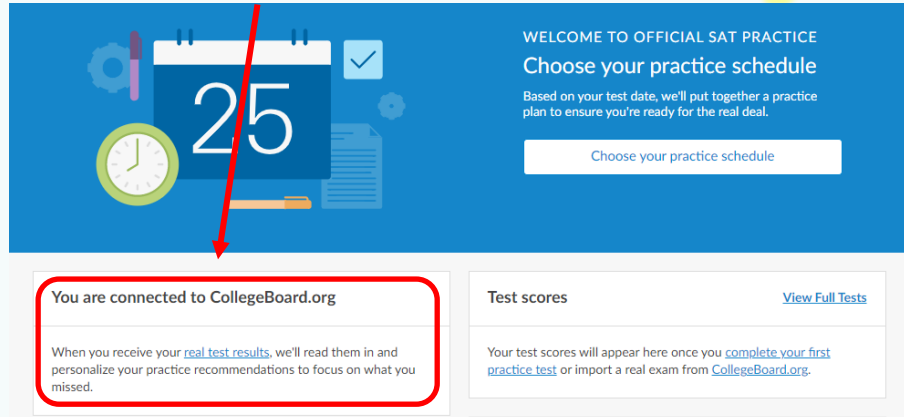 25
WELCOME TO OFFICIAL SAT PRACTICE
Choose your practice schedule
Based on your test date, we'll put together a practice
plan to ensure you're ready for the real deal.
Choose your practice schedule
You are connected to CollegeBoard.org
When you receive your real test results, we'll read them in and
personalize your practice recommendations to focus on what you
missed.
Test scores
View Full Tests
Your test scores will appear here once you complete your first
practice test or import a real exam from CollegeBoard.org.